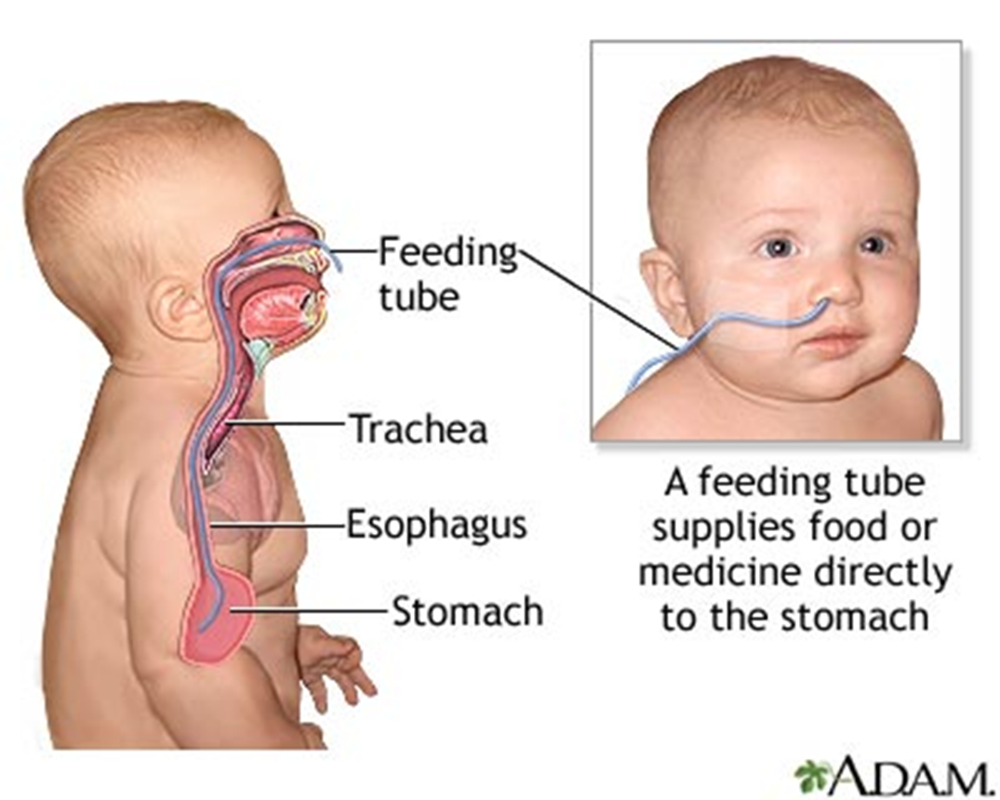 Feeding
tube
Trachea
Esophagus
Stomach
A feeding tube
supplies food or
medicine directly
to the stomach
A.D.A.M.